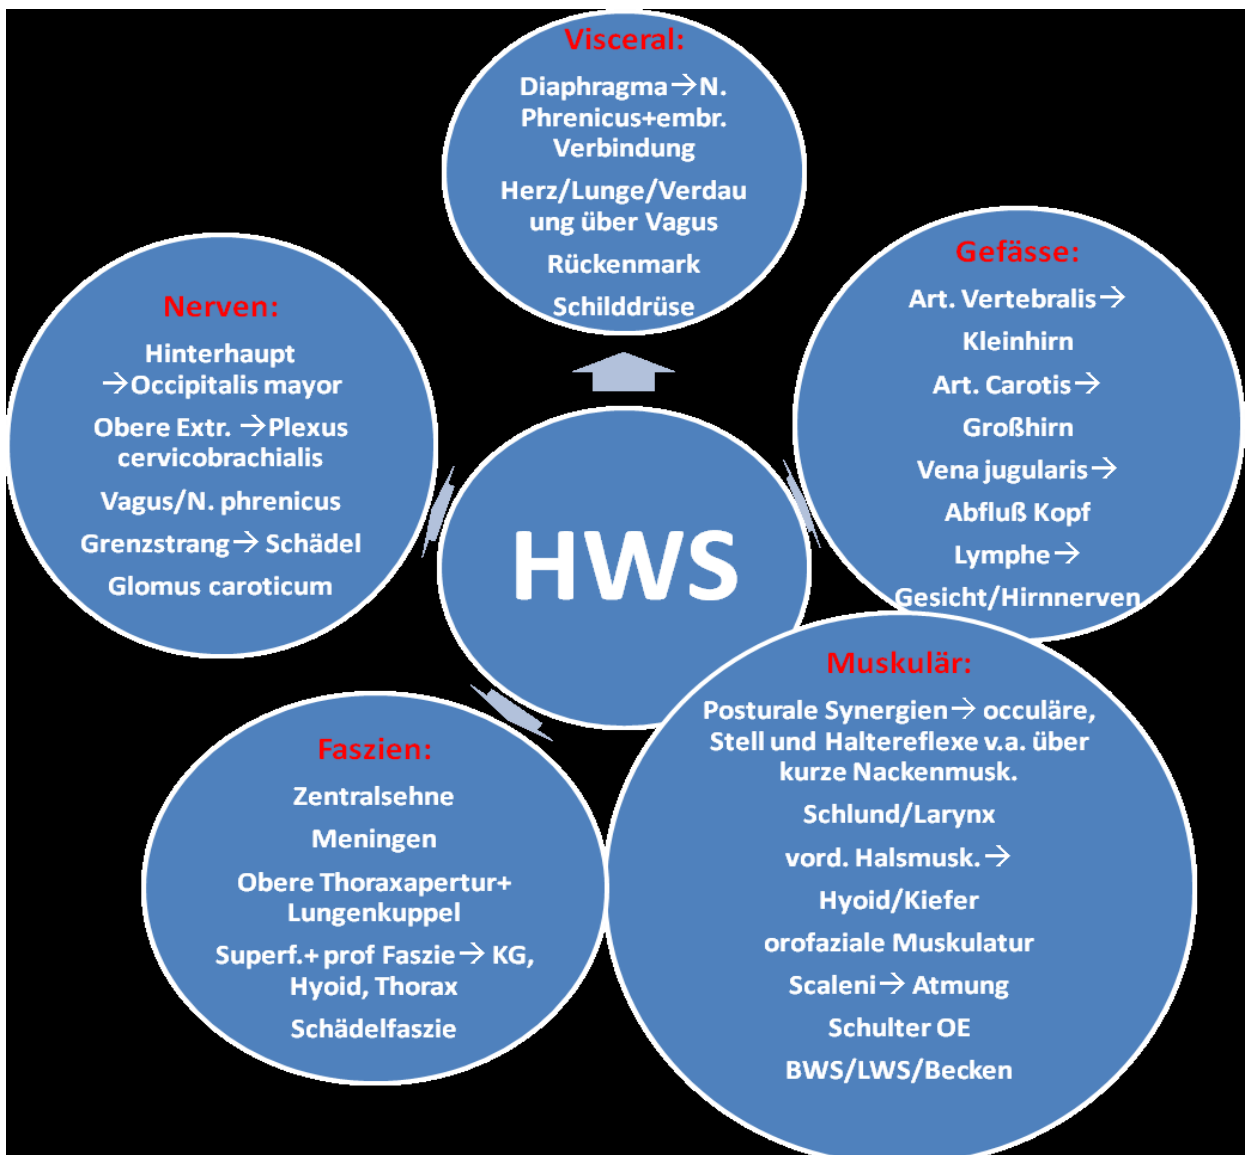 Visceral:
Diaphragma→N.
Phrenicus+embr.
Verbindung
Herz/Lunge/Verdau
ung über Vagus
Rückenmark
Schilddrüse
Gefässe:
Art. Vertebralis→
Kleinhirn
Art. Carotis→
Großhirn
Vena jugularis→
Abfluß Kopf
Lymphe→
Gesicht/Hirnnerven
Muskulär:
Posturale Synergien→ occuläre,
Stell und Haltereflexe v.a. über
kurze Nackenmusk.
Schlund/Larynx
vord. Halsmusk.→
Hyoid/Kiefer
orofaziale Muskulatur
Scaleni→ Atmung
Schulter OE
BWS/LWS/Becken
Faszien:
Zentralsehne
Meningen
Obere Thoraxapertur+
Lungenkuppel
Superf.+ prof Faszie→ KG,
Hyoid, Thorax
Schädelfaszie
Nerven:
Hinterhaupt
→Occipitalis mayor
Obere Extr. →Plexus
cervicobrachialis
Vagus/N. phrenicus
Grenzstrang→ Schädel
Glomus caroticum
HWS